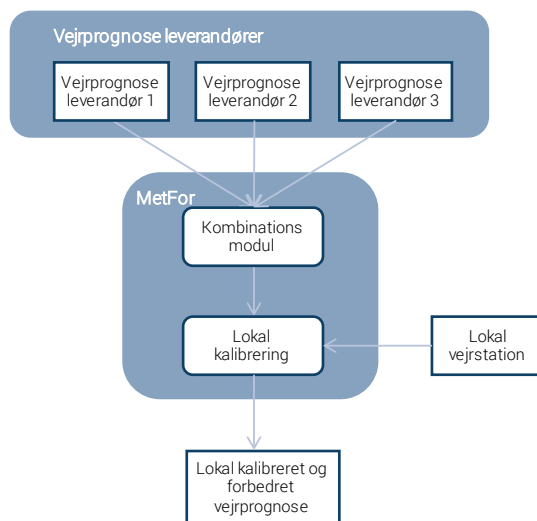 Vejrprognose leverandører
Vejrprognose
leverandør 1
Vejrprognose
leverandør 2
Vejrprognose
leverandør 3
MetFor
Kombinations
modul
Lokal
kalibrering
Lokal
vejrstation
Lokal kalibreret og
forbedret
vejrprognose